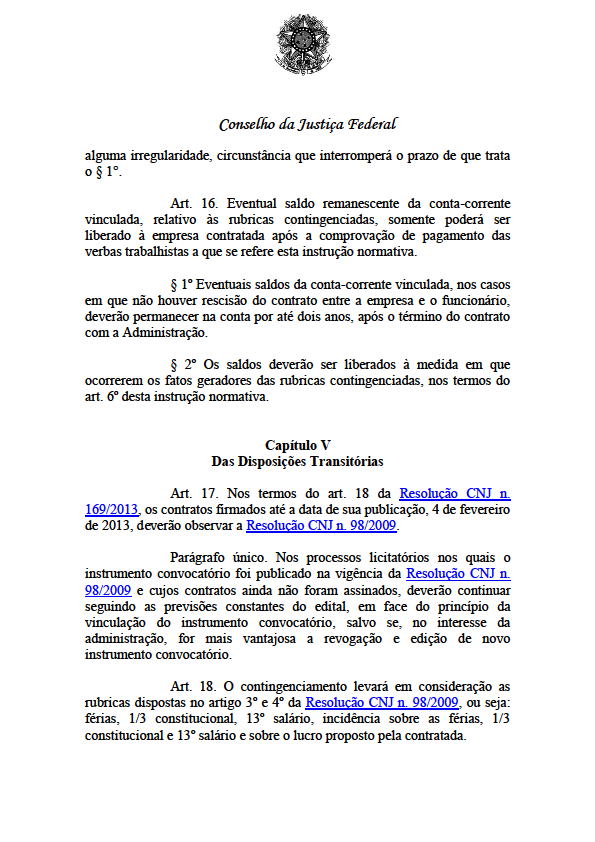 Conselho da Justiça Federal
alguma irregularidade, circunstância que interromperá o prazo de que trata
o § 1º.
Art. 16. Eventual saldo remanescente da conta-corrente
vinculada, relativo às rubricas contingenciadas, somente poderá ser
liberado à empresa contratada após a comprovação de pagamento das
verbas trabalhistas a que se refere esta instrução normativa.
§ 1º Eventuais saldos da conta-corrente vinculada, nos casos
em que não houver rescisão do contrato entre a empresa e o funcionário,
deverão permanecer na conta por até dois anos, após o término do contrato
com a Administração.
§ 2º Os saldos deverão ser liberados à medida em que
ocorrerem os fatos geradores das rubricas contingenciadas, nos termos do
art. 6º desta instrução normativa.
Capítulo V
Das Disposições Transitórias
Art. 17. Nos termos do art. 18 da Resolução CNJ n.
169/2013, os contratos firmados até a data de sua publicação, 4 de fevereiro
de 2013, deverão observar a Resolução CNJ n. 98/2009.
Parágrafo único. Nos processos licitatórios nos quais o
instrumento convocatório foi publicado na vigência da Resolução CNJ n.
98/2009 e cujos contratos ainda não foram assinados, deverão continuar
seguindo as previsões constantes do edital, em face do princípio da
vinculação do instrumento convocatório, salvo se, no interesse da
administração, for mais vantajosa a revogação e edição de novo
instrumento convocatório.
Art. 18. O contingenciamento levará em consideração as
rubricas dispostas no artigo 3º e 4º da Resolução CNJ n. 98/2009, ou seja:
férias, 1/3 constitucional, 13º salário, incidência sobre as férias, 1/3
constitucional e 13º salário e sobre o lucro proposto pela contratada.